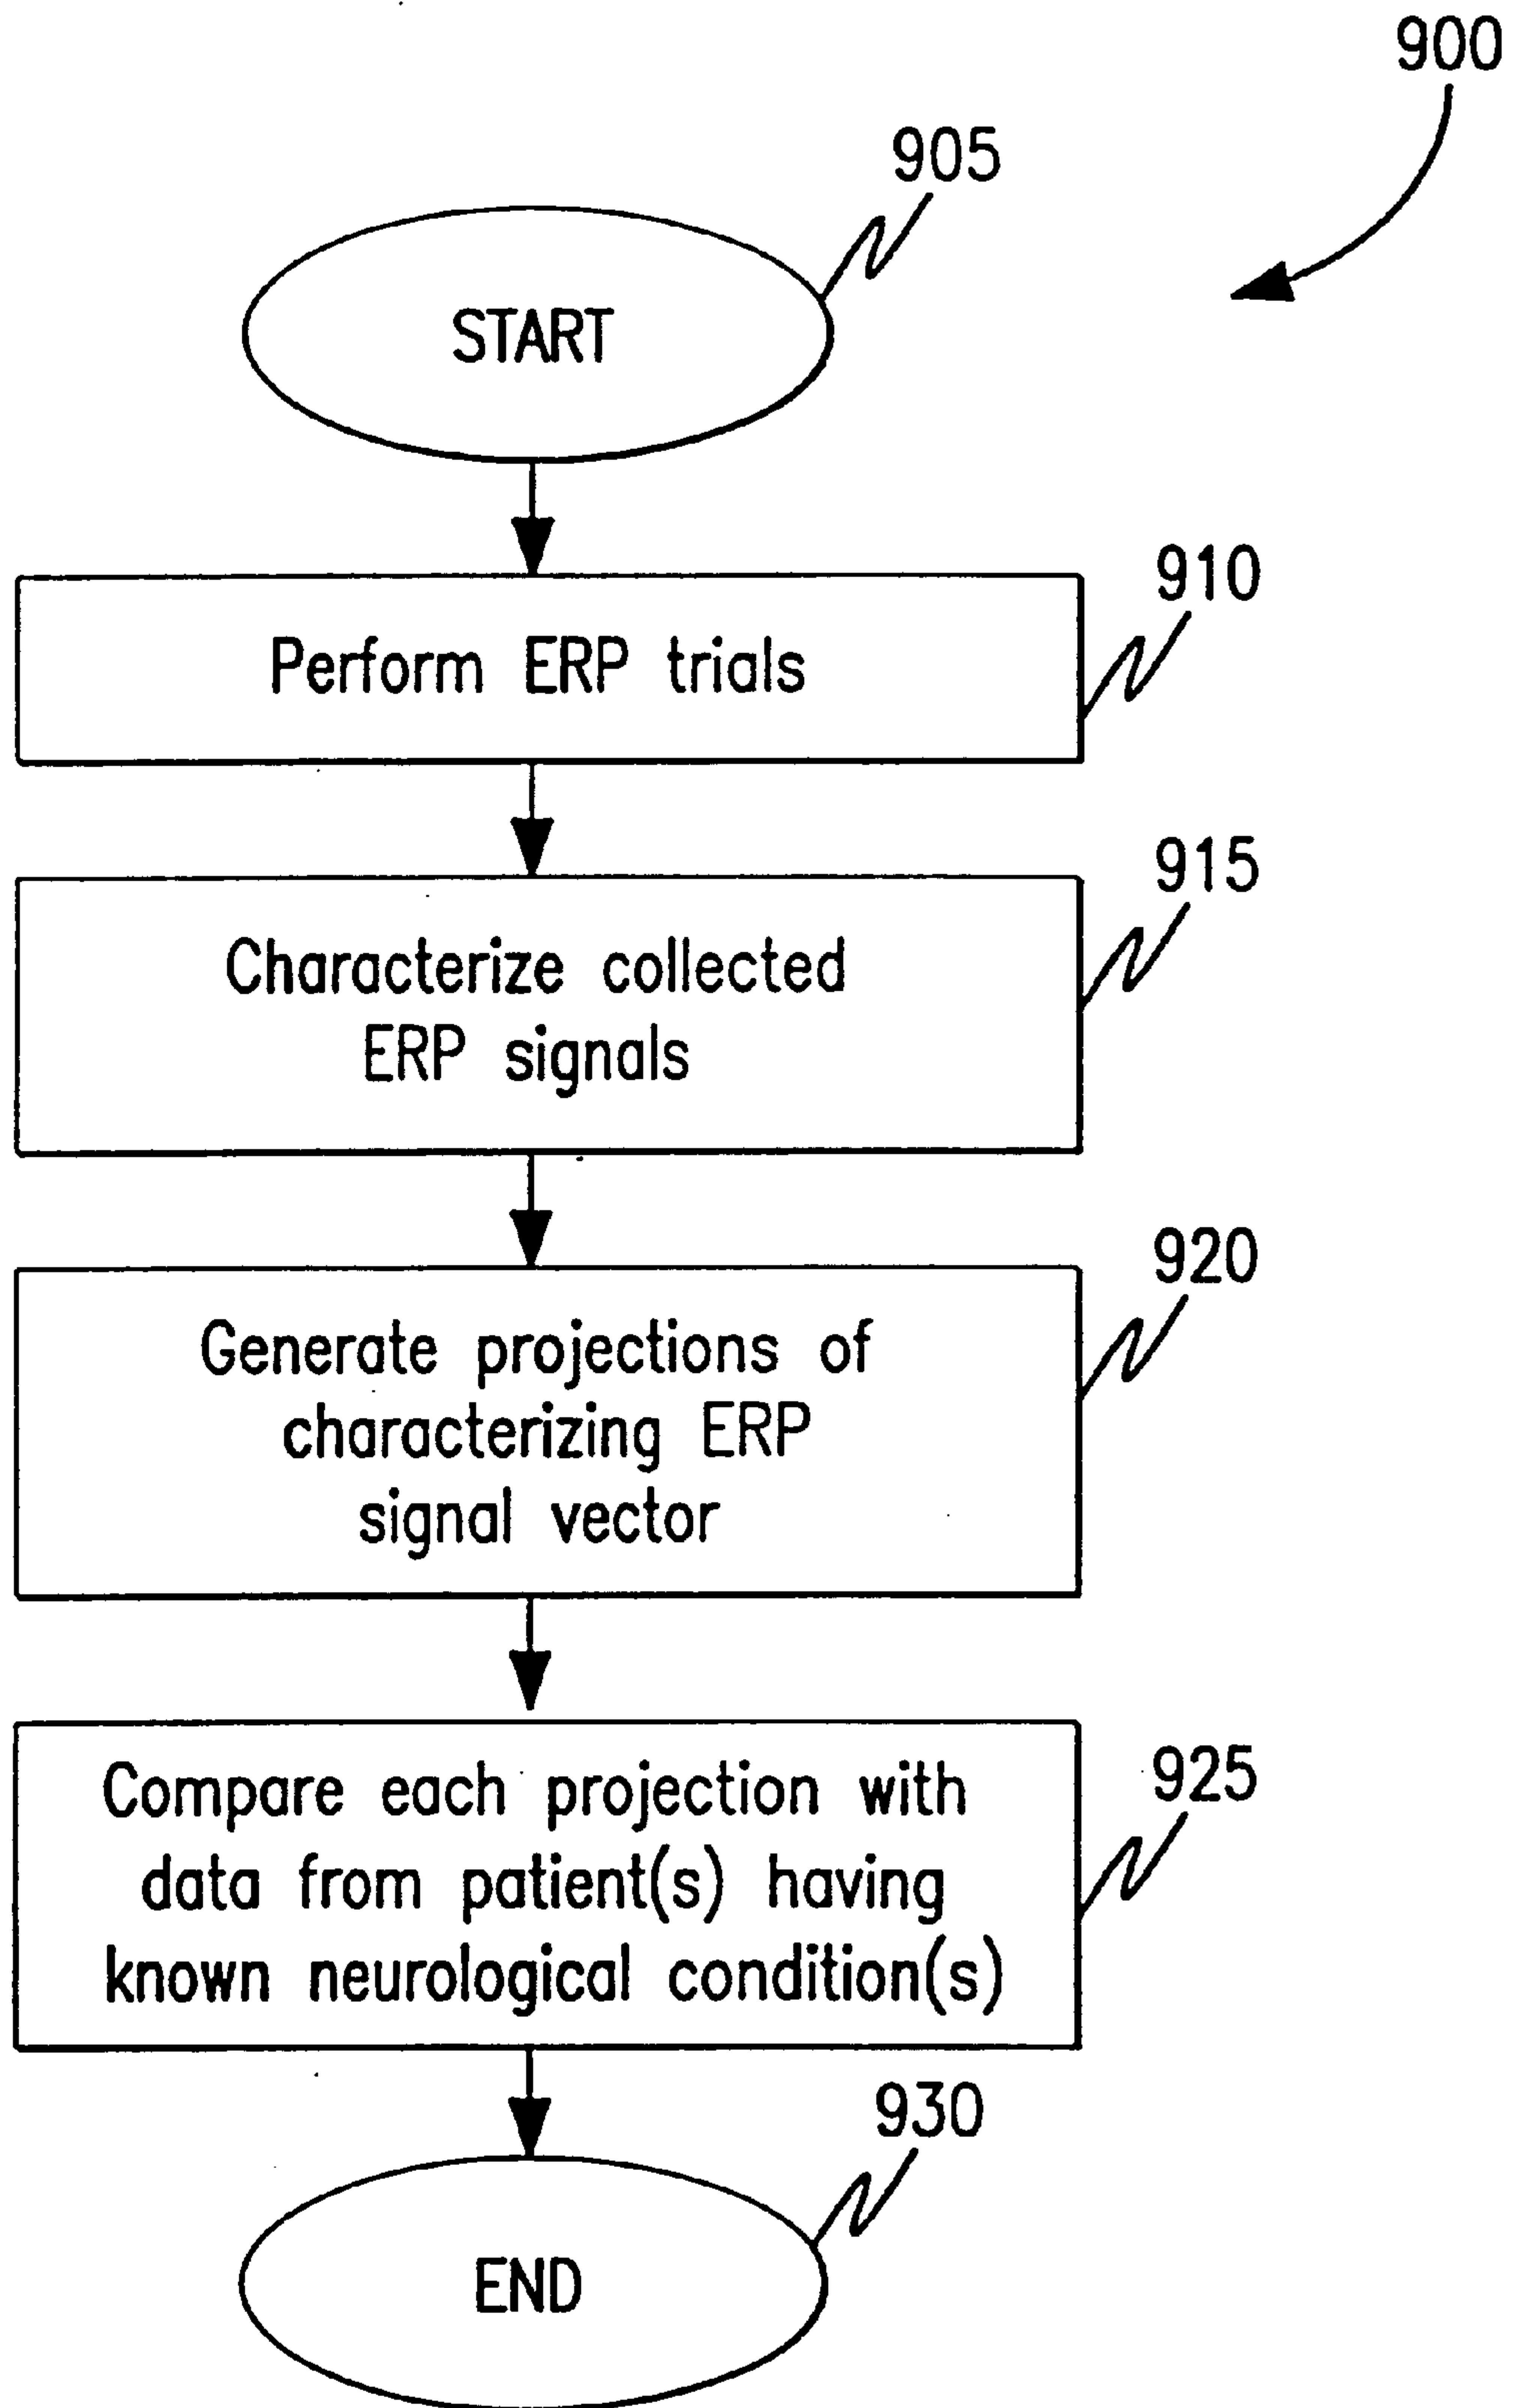 900
905
START
910
Perform ERP trials
915
Characterize collected
ERP signals
920
Generate projections of
characterizing ERP
signal vector
925
Compare each projection with
data from patient(s) having
known neurological condition(s)
930
END